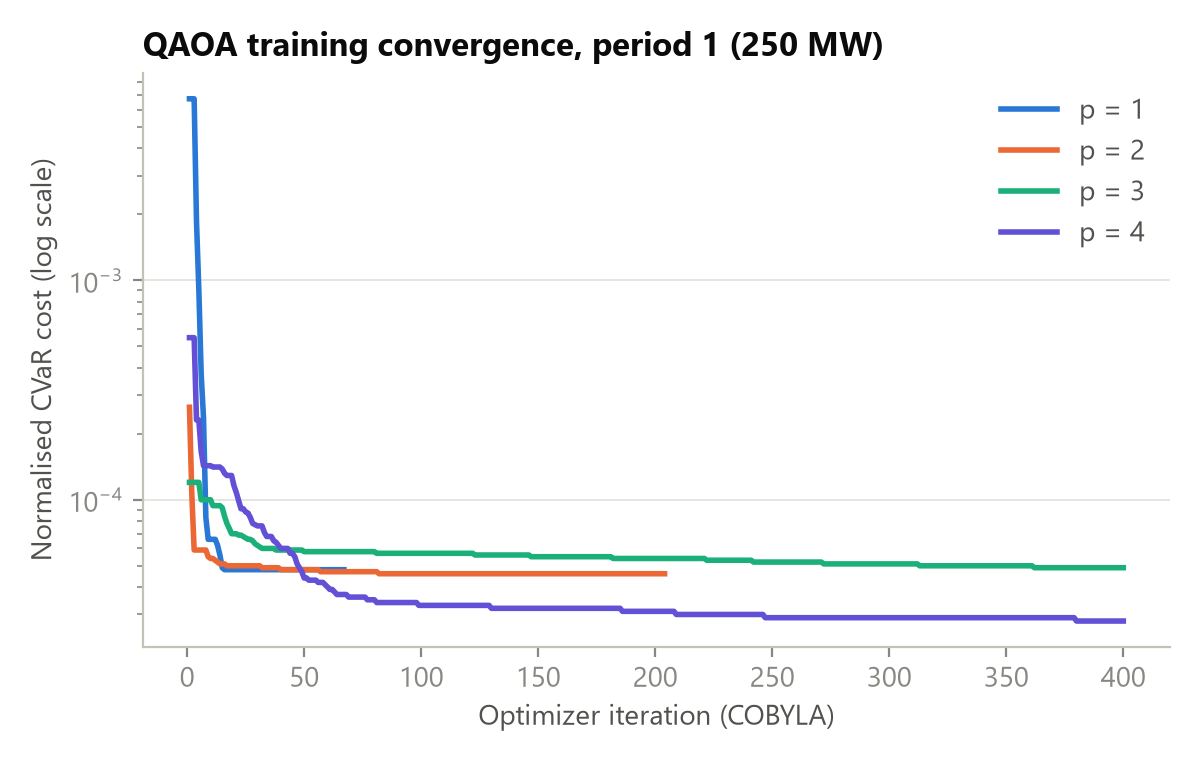 QAOA training convergence, period 1 (250 MW)
p = 1
p = 2
p = 3
p = 4
Normalised CVaR cost (log scale)
10⁻³
10⁻⁴
0 50 100 150 200 250 300 350 400
Optimizer iteration (COBYLA)